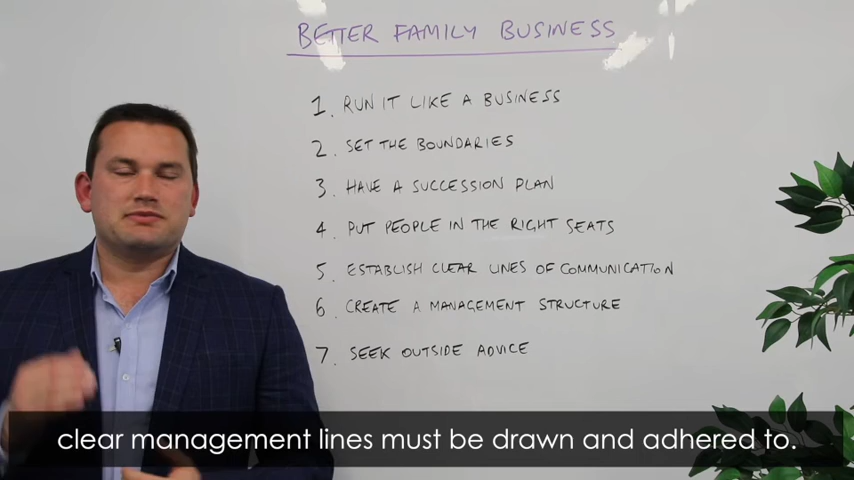 BETTER FAMILY BUSINESS
1. RUN IT LIKE A BUSINESS
2. SET THE BOUNDARIES
3. HAVE A SUCCESSION PLAN
4. PUT PEOPLE IN THE RIGHT SEATS
5. ESTABLISH CLEAR LINES OF COMMUNICATION
6. CREATE A MANAGEMENT STRUCTURE
7. SEEK OUTSIDE ADVICE
clear management lines must be drawn and adhered to.